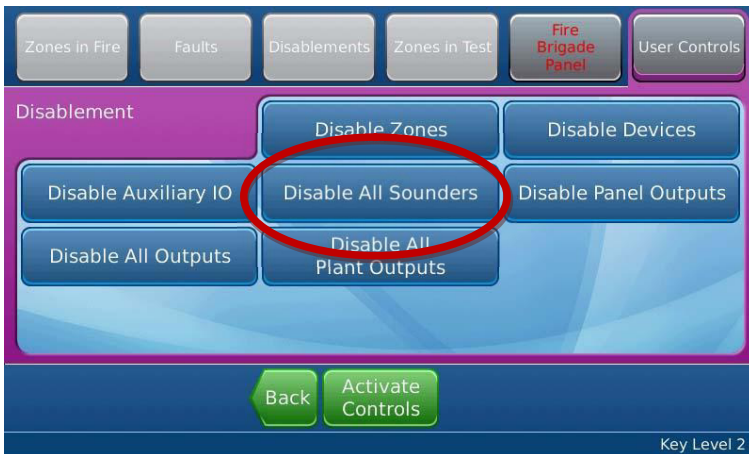 Zones in Fire
Faults
Disablements
Zones in Test
Fire
Brigade
Panel
User Controls
Disablement
Disable Zones
Disable Devices
Disable Auxiliary IO
Disable All Sounders
Disable Panel Outputs
Disable All Outputs
Disable All
Plant Outputs
Back
Activate
Controls
Key Level 2